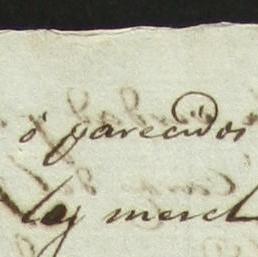 ó parecidos
las merc